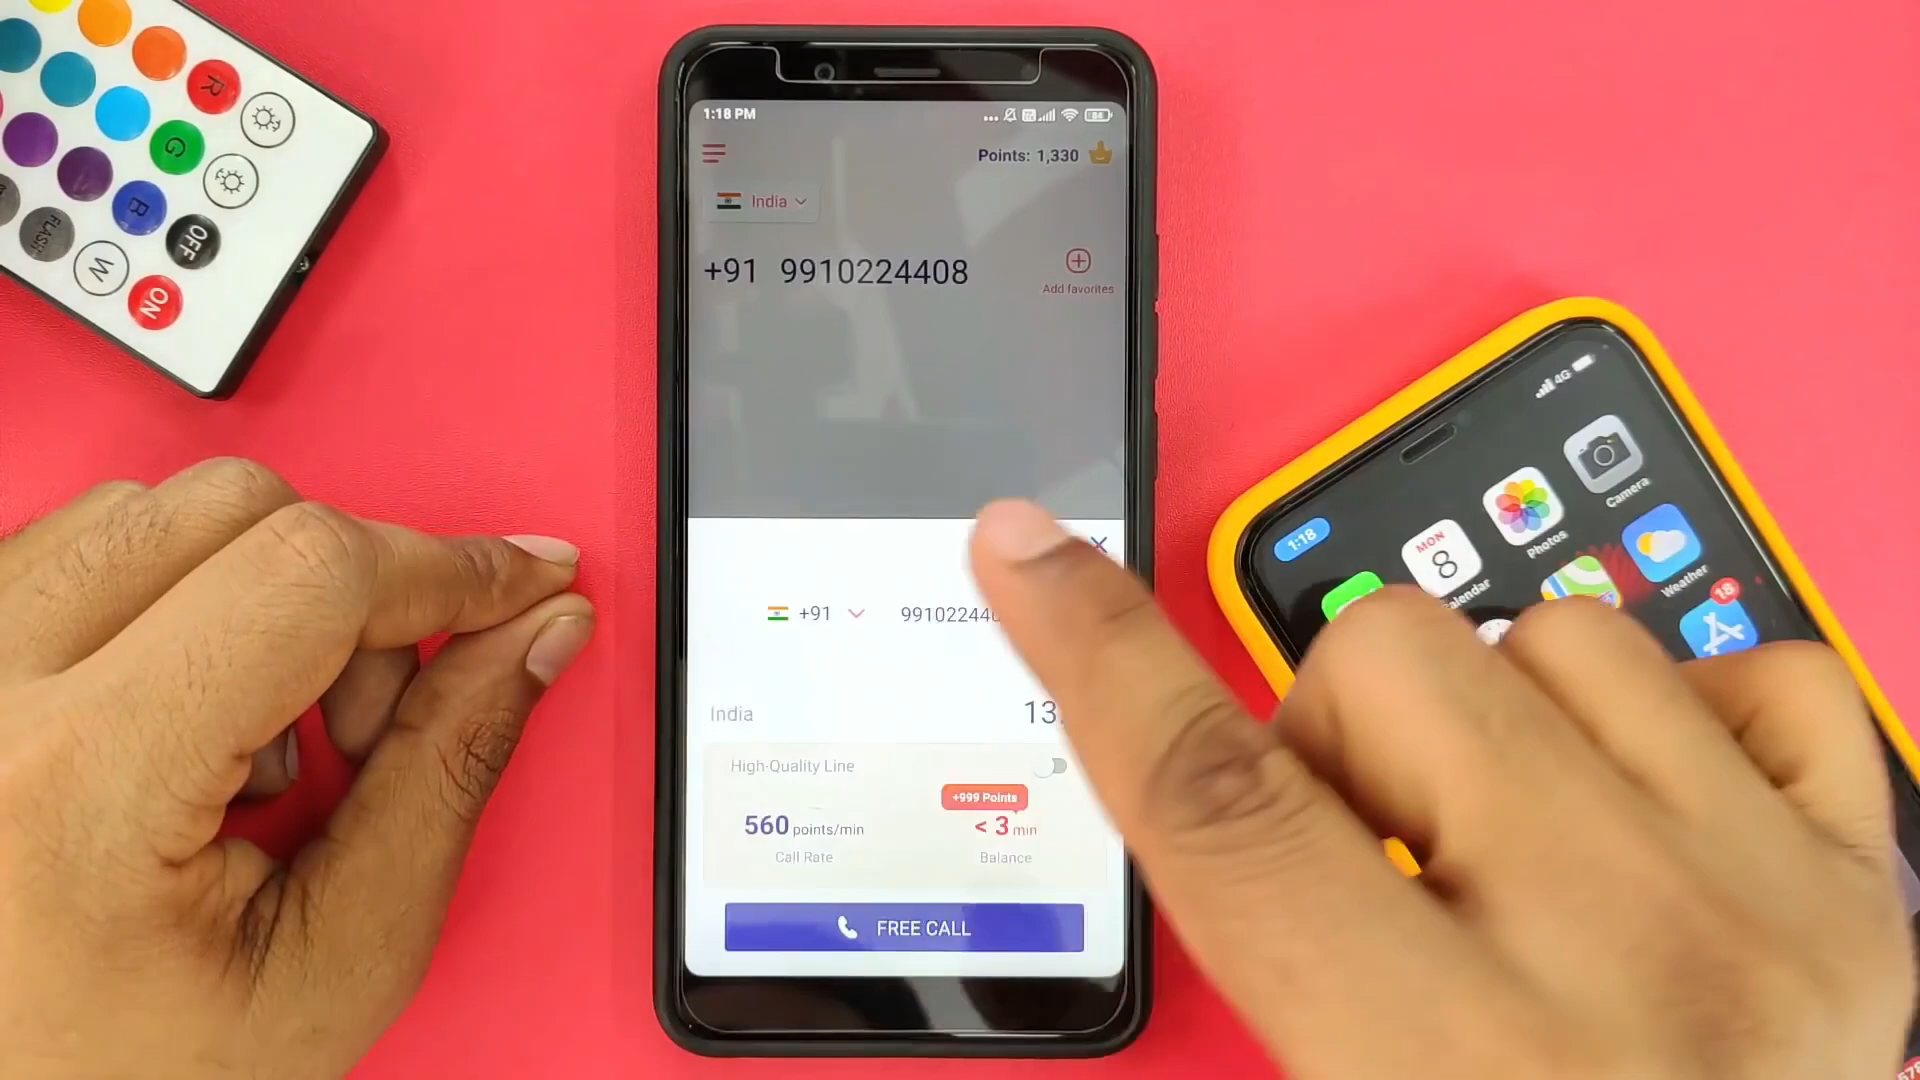 R
G
B
OFF
FLASH
W
ON
1:18 PM
84
Points: 1,330
India
+91 9910224408
Add favorites
+91
India
High-Quality Line
+999 Points
560 points/min
< 3 min
Call Rate
Balance
FREE CALL
4G
1:18
Camera
Photos
MON
8
Weather
18